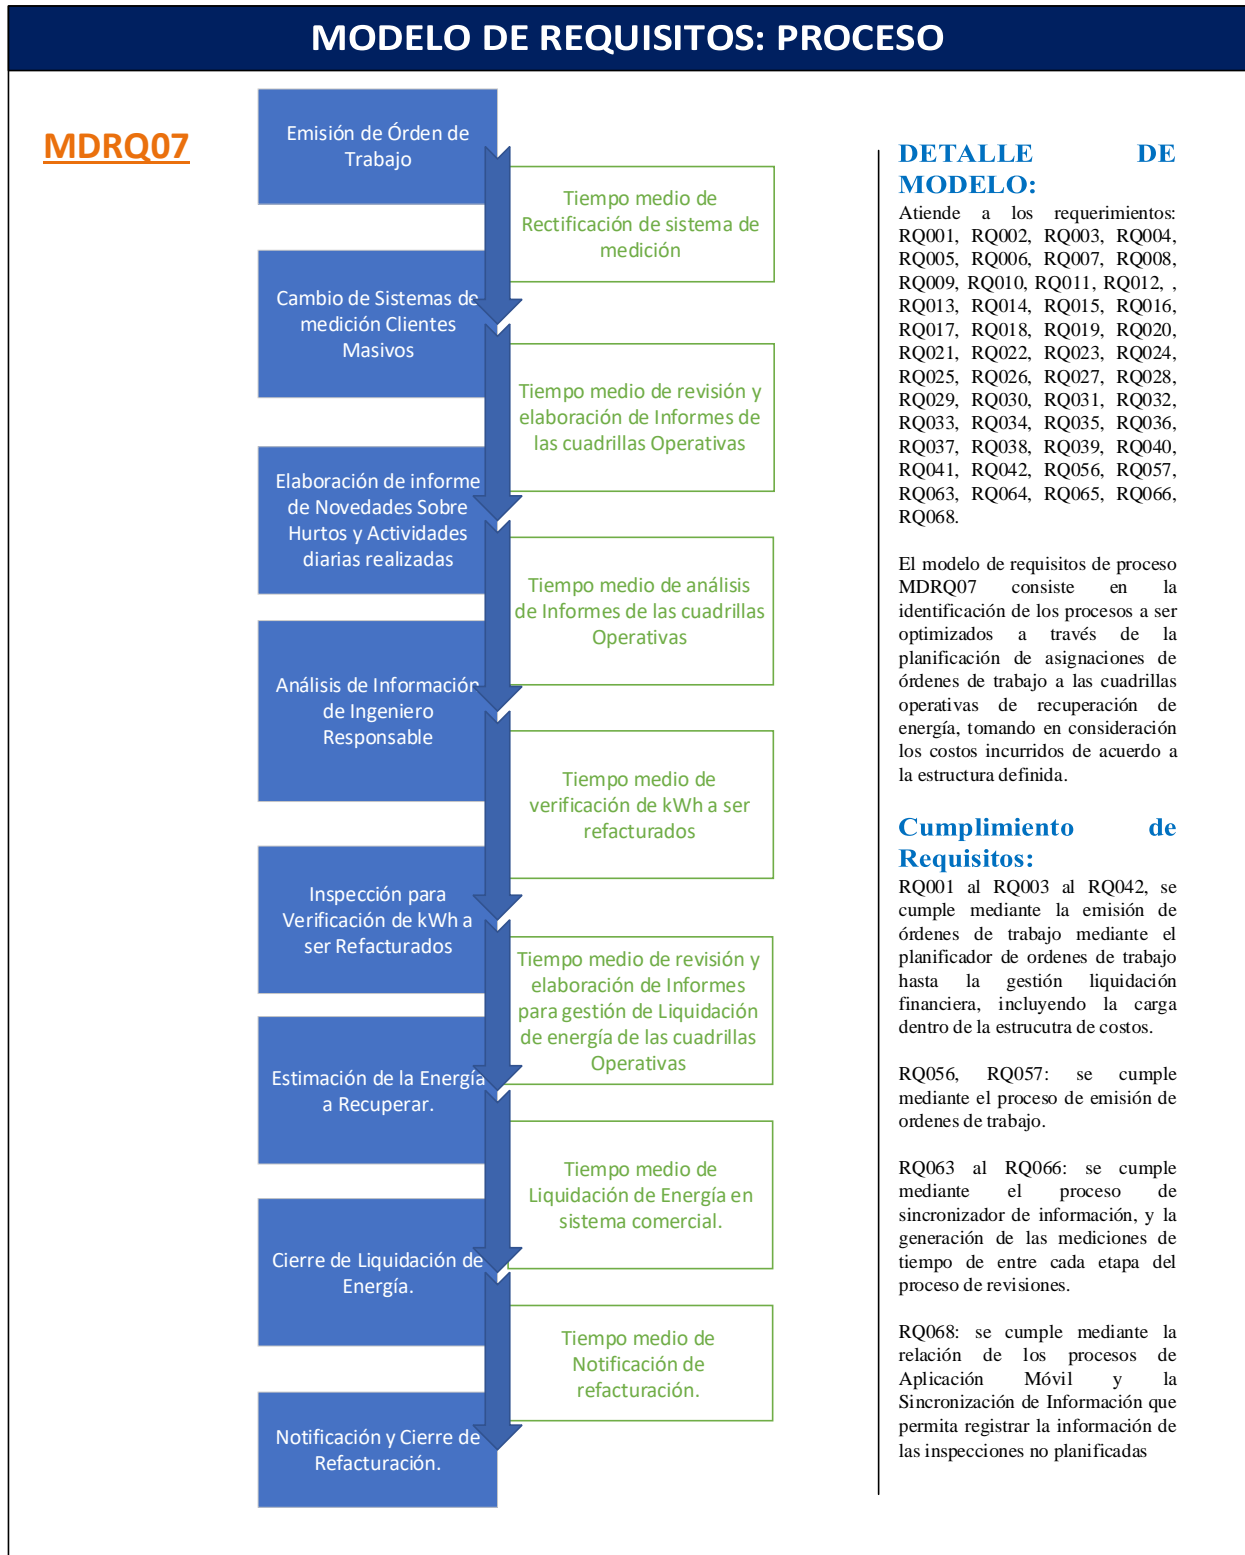 MODELO DE REQUISITOS: PROCESO
MDRQ07
Emisión de Órden de
Trabajo
Tiempo medio de
Rectificación de sistema de
medición
Cambio de Sistemas de
medición Clientes
Masivos
Tiempo medio de revisión y
elaboración de Informes de
las cuadrillas Operativas
Elaboración de informe
de Novedades Sobre
Hurtos y Actividades
diarias realizadas
Tiempo medio de análisis
de Informes de las cuadrillas
Operativas
Análisis de Información
de Ingeniero
Responsable
Tiempo medio de
verificación de kWh a ser
refacturados
Inspección para
Verificación de kWh a
ser Refacturados
Tiempo medio de revisión y
elaboración de Informes
para gestión de Liquidación
de energía de las cuadrillas
Operativas
Estimación de la Energía
a Recuperar.
Tiempo medio de
Liquidación de Energía en
sistema comercial.
Cierre de Liquidación de
Energía.
Tiempo medio de
Notificación de
refacturación.
Notificación y Cierre de
Refacturación.
DETALLE DE
MODELO:
Atiende a los requerimientos:
RQ001, RQ002, RQ003, RQ004,
RQ005, RQ006, RQ007, RQ008,
RQ009, RQ010, RQ011, RQ012, ,
RQ013, RQ014, RQ015, RQ016,
RQ017, RQ018, RQ019, RQ020,
RQ021, RQ022, RQ023, RQ024,
RQ025, RQ026, RQ027, RQ028,
RQ029, RQ030, RQ031, RQ032,
RQ033, RQ034, RQ035, RQ036,
RQ037, RQ038, RQ039, RQ040,
RQ041, RQ042, RQ056, RQ057,
RQ063, RQ064, RQ065, RQ066,
RQ068.
El modelo de requisitos de proceso
MDRQ07 consiste en la
identificación de los procesos a ser
optimizados a través de la
planificación de asignaciones de
órdenes de trabajo a las cuadrillas
operativas de recuperación de
energía, tomando en consideración
los costos incurridos de acuerdo a
la estructura definida.
Cumplimiento de
Requisitos:
RQ001 al RQ003 al RQ042, se
cumple mediante la emisión de
órdenes de trabajo mediante el
planificador de ordenes de trabajo
hasta la gestión liquidación
financiera, incluyendo la carga
dentro de la estrucutra de costos.
RQ056, RQ057: se cumple
mediante el proceso de emisión de
ordenes de trabajo.
RQ063 al RQ066: se cumple
mediante el proceso de
sincronizador de información, y la
generación de las mediciones de
tiempo de entre cada etapa del
proceso de revisiones.
RQ068: se cumple mediante la
relación de los procesos de
Aplicación Móvil y la
Sincronización de Información que
permita registrar la información de
las inspecciones no planificadas